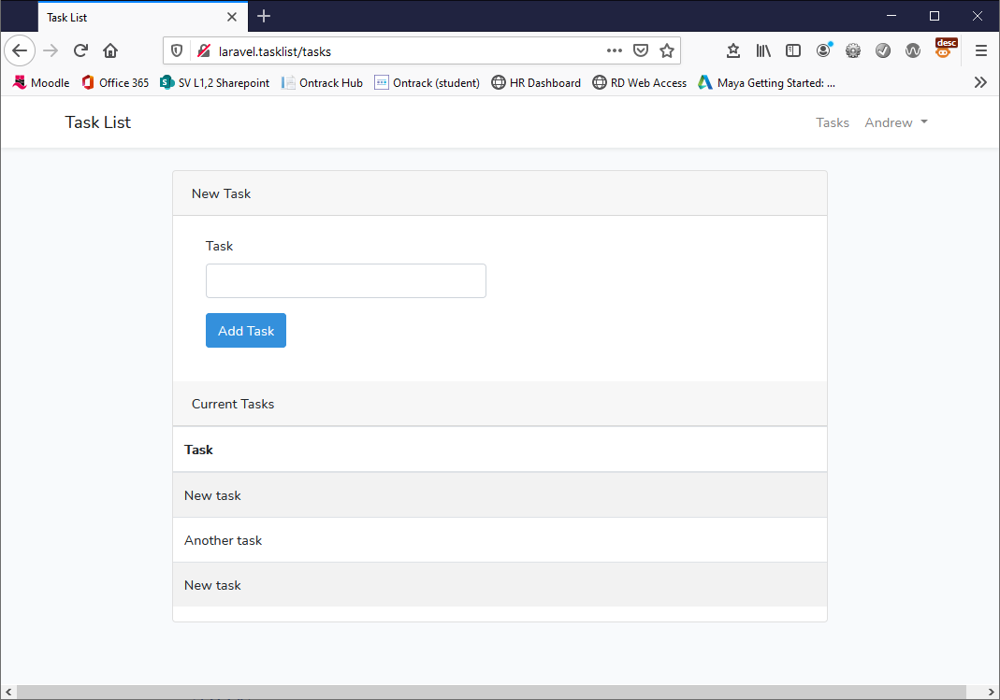 Task List
laravel.tasklist/tasks
desc
Moodle Office 365 SV L1,2 Sharepoint Ontrack Hub Ontrack (student) HR Dashboard RD Web Access Maya Getting Started: ...
Task List Tasks Andrew
New Task
Task
Add Task
Current Tasks
Task
New task
Another task
New task